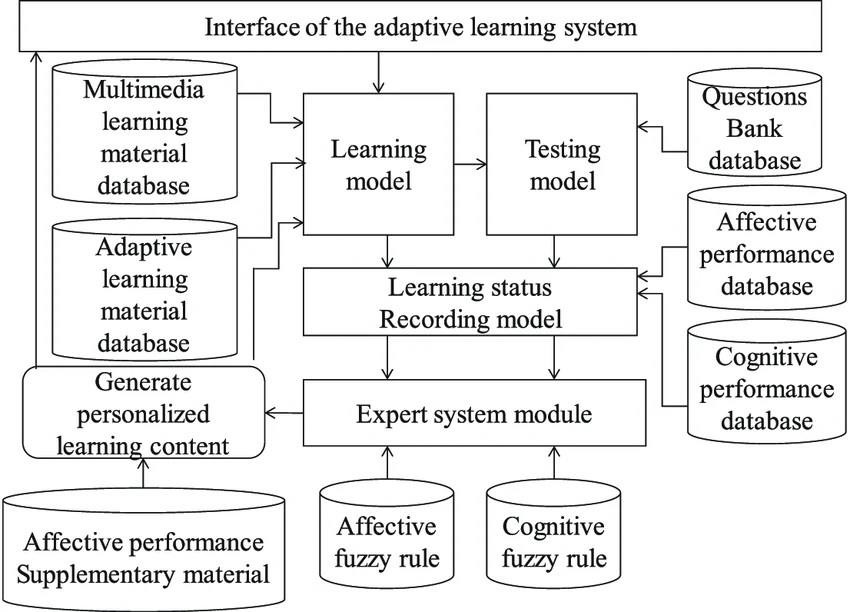 Interface of the adaptive learning system
Multimedia
learning
material
database
Learning
model
Testing
model
Questions
Bank
database
Adaptive
learning
material
database
Affective
performance
database
Learning status
Recording model
Cognitive
performance
database
Generate
personalized
learning content
Expert system module
Affective performance
Supplementary material
Affective
fuzzy rule
Cognitive
fuzzy rule